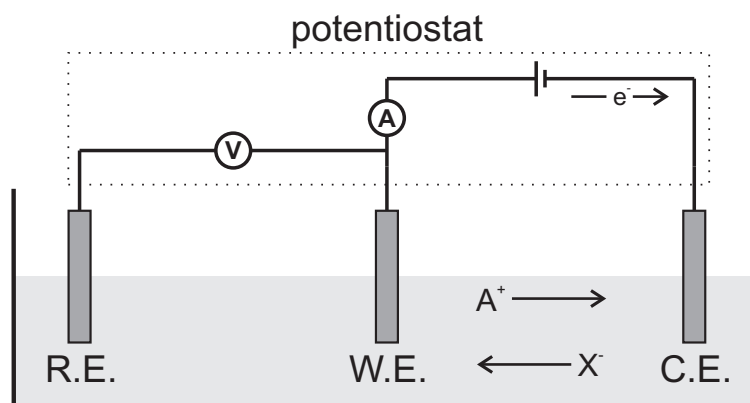 potentiostat
e⁻
A
V
A⁺
X⁻
R.E.
W.E.
C.E.